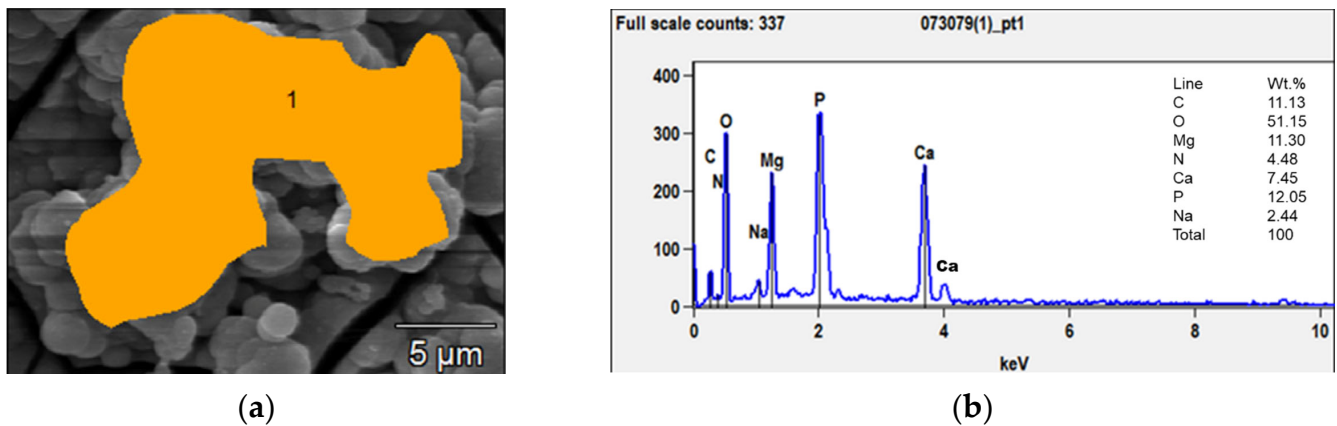 1
5 µm
(a)
Full scale counts: 337 073079(1)_pt1
400
300
200
100
0
C
N
O
Na
Mg
P
Ca
Ca
Line Wt.%
C 11.13
O 51.15
Mg 11.30
N 4.48
Ca 7.45
P 12.05
Na 2.44
Total 100
0 2 4 6 8 10
keV
(b)